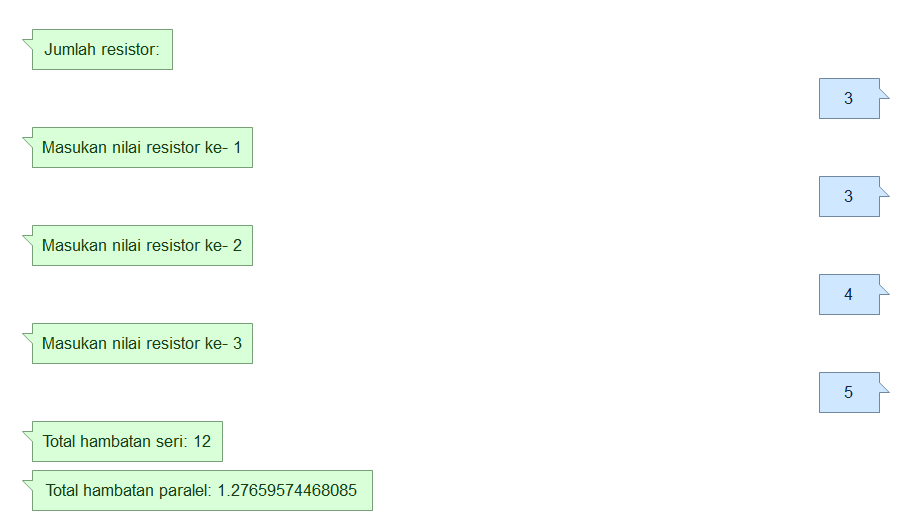 Jumlah resistor:
3
Masukan nilai resistor ke- 1
3
Masukan nilai resistor ke- 2
4
Masukan nilai resistor ke- 3
5
Total hambatan seri: 12
Total hambatan paralel: 1.27659574468085